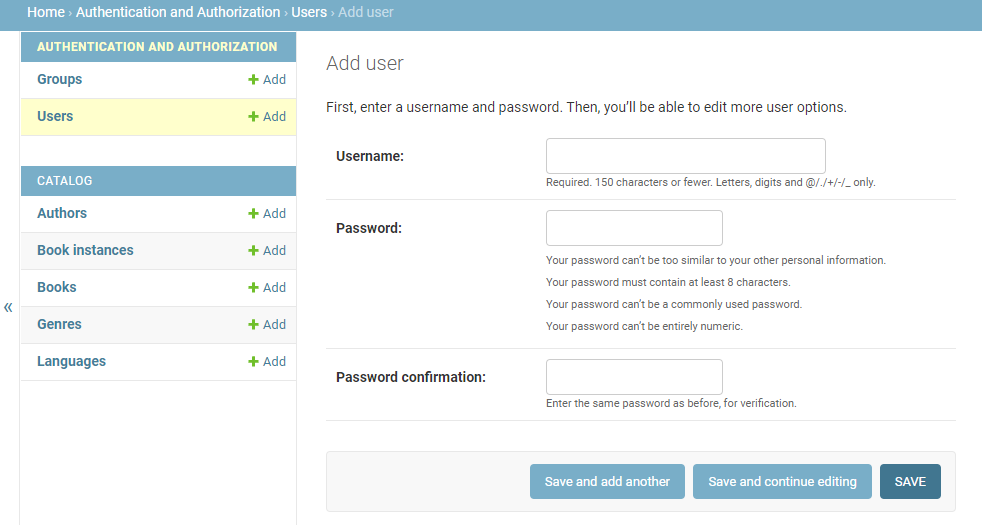 Home › Authentication and Authorization › Users › Add user
AUTHENTICATION AND AUTHORIZATION
Groups + Add
Users + Add
CATALOG
Authors + Add
Book instances + Add
Books + Add
Genres + Add
Languages + Add
«
Add user
First, enter a username and password. Then, you’ll be able to edit more user options.
Username:
Required. 150 characters or fewer. Letters, digits and @/./+/-/_ only.
Password:
Your password can’t be too similar to your other personal information.
Your password must contain at least 8 characters.
Your password can’t be a commonly used password.
Your password can’t be entirely numeric.
Password confirmation:
Enter the same password as before, for verification.
Save and add another Save and continue editing SAVE